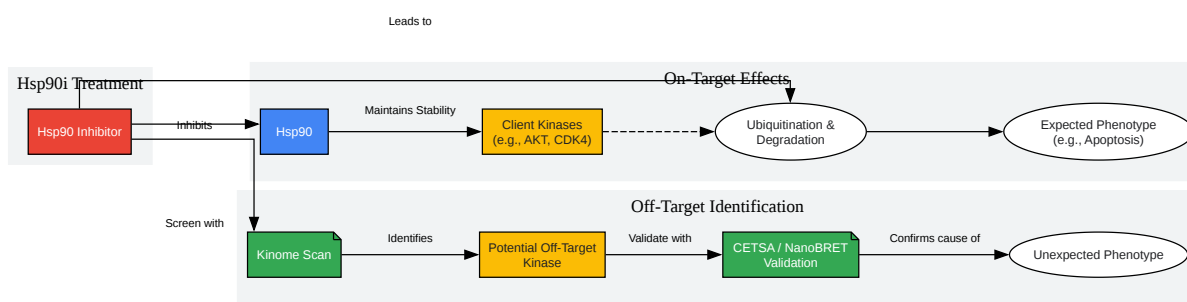 Leads to
Hsp90i Treatment
On-Target Effects
Hsp90 Inhibitor
Inhibits
Hsp90
Maintains Stability
Client Kinases
(e.g., AKT, CDK4)
Ubiquitination &
Degradation
Expected Phenotype
(e.g., Apoptosis)
Off-Target Identification
Screen with
Kinome Scan
Identifies
Potential Off-Target
Kinase
Validate with
CETSA / NanoBRET
Validation
Confirms cause of
Unexpected Phenotype